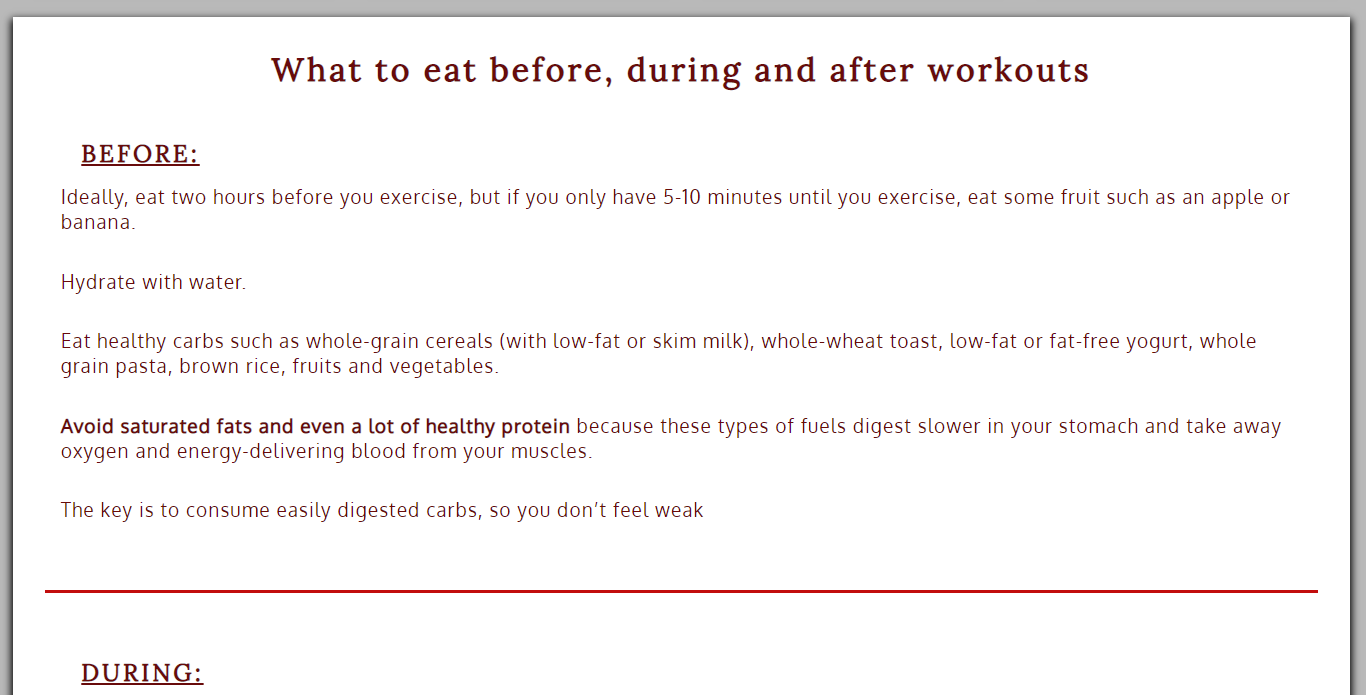 What to eat before, during and after workouts
BEFORE:
Ideally, eat two hours before you exercise, but if you only have 5-10 minutes until you exercise, eat some fruit such as an apple or
banana.
Hydrate with water.
Eat healthy carbs such as whole-grain cereals (with low-fat or skim milk), whole-wheat toast, low-fat or fat-free yogurt, whole
grain pasta, brown rice, fruits and vegetables.
Avoid saturated fats and even a lot of healthy protein because these types of fuels digest slower in your stomach and take away
oxygen and energy-delivering blood from your muscles.
The key is to consume easily digested carbs, so you don’t feel weak
DURING: